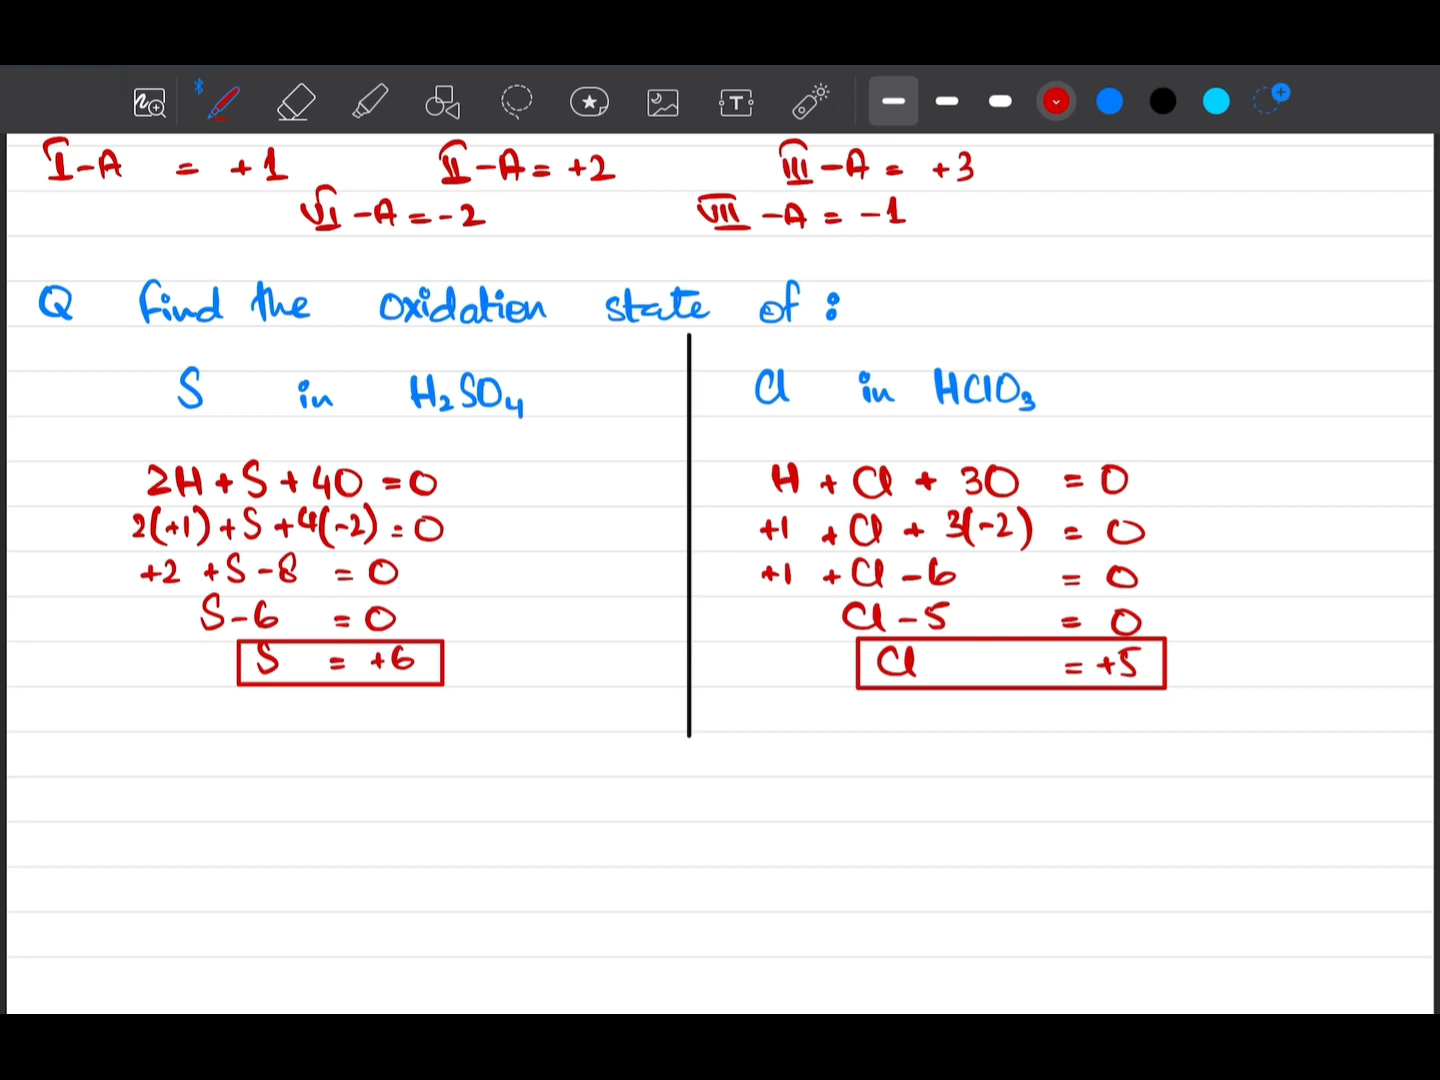 I-A = +1 II-A = +2 III-A = +3
VI-A = -2 VII-A = -1
Q find the oxidation state of :
S in H₂SO₄
2H + S + 4O = 0
2(+1) + S + 4(-2) = 0
+2 + S - 8 = 0
S - 6 = 0
S = +6
Cl in HClO₃
H + Cl + 3O = 0
+1 + Cl + 3(-2) = 0
+1 + Cl - 6 = 0
Cl - 5 = 0
Cl = +5